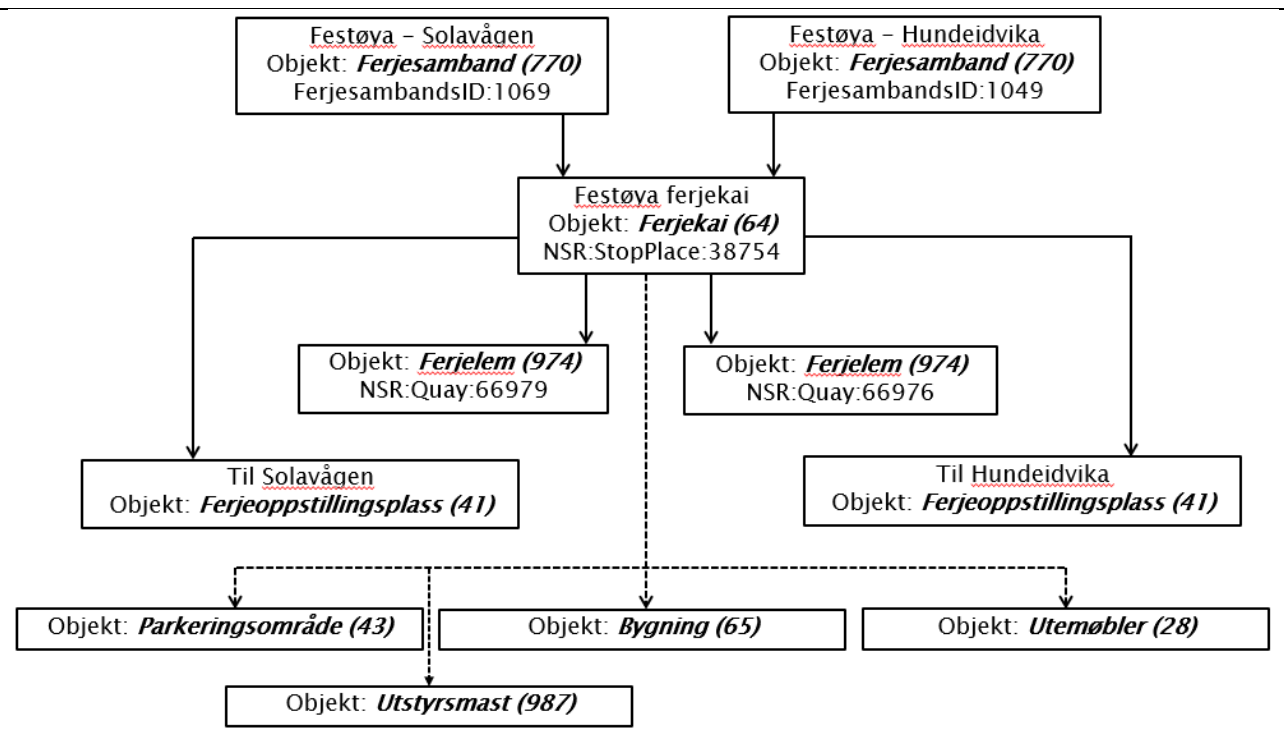 Festøya – Solavågen
Objekt: Ferjesamband (770)
FerjesambandsID:1069
Festøya – Hundeidvika
Objekt: Ferjesamband (770)
FerjesambandsID:1049
Festøya ferjekai
Objekt: Ferjekai (64)
NSR:StopPlace:38754
Objekt: Ferjelem (974)
NSR:Quay:66979
Objekt: Ferjelem (974)
NSR:Quay:66976
Til Solavågen
Objekt: Ferjeoppstillingsplass (41)
Til Hundeidvika
Objekt: Ferjeoppstillingsplass (41)
Objekt: Parkeringsområde (43)
Objekt: Bygning (65)
Objekt: Utemøbler (28)
Objekt: Utstyrsmast (987)